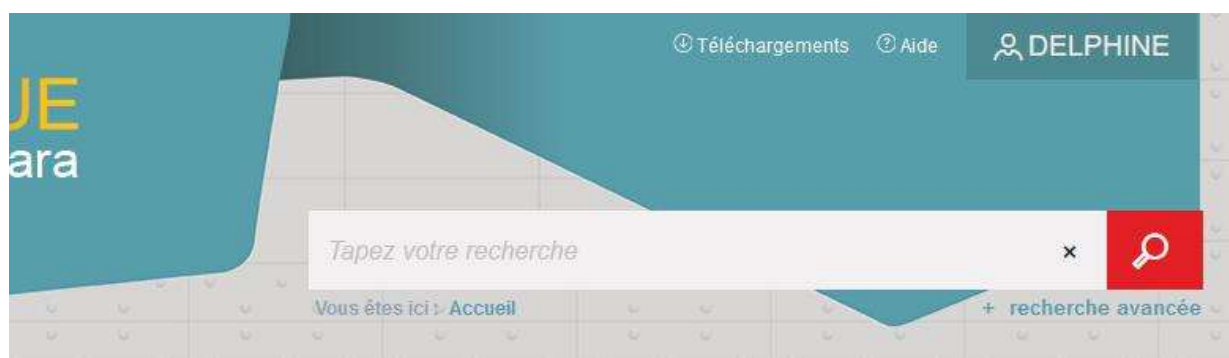 Téléchargements Aide DELPHINE
UE
ara
Tapez votre recherche ×
Vous êtes ici : Accueil + recherche avancée